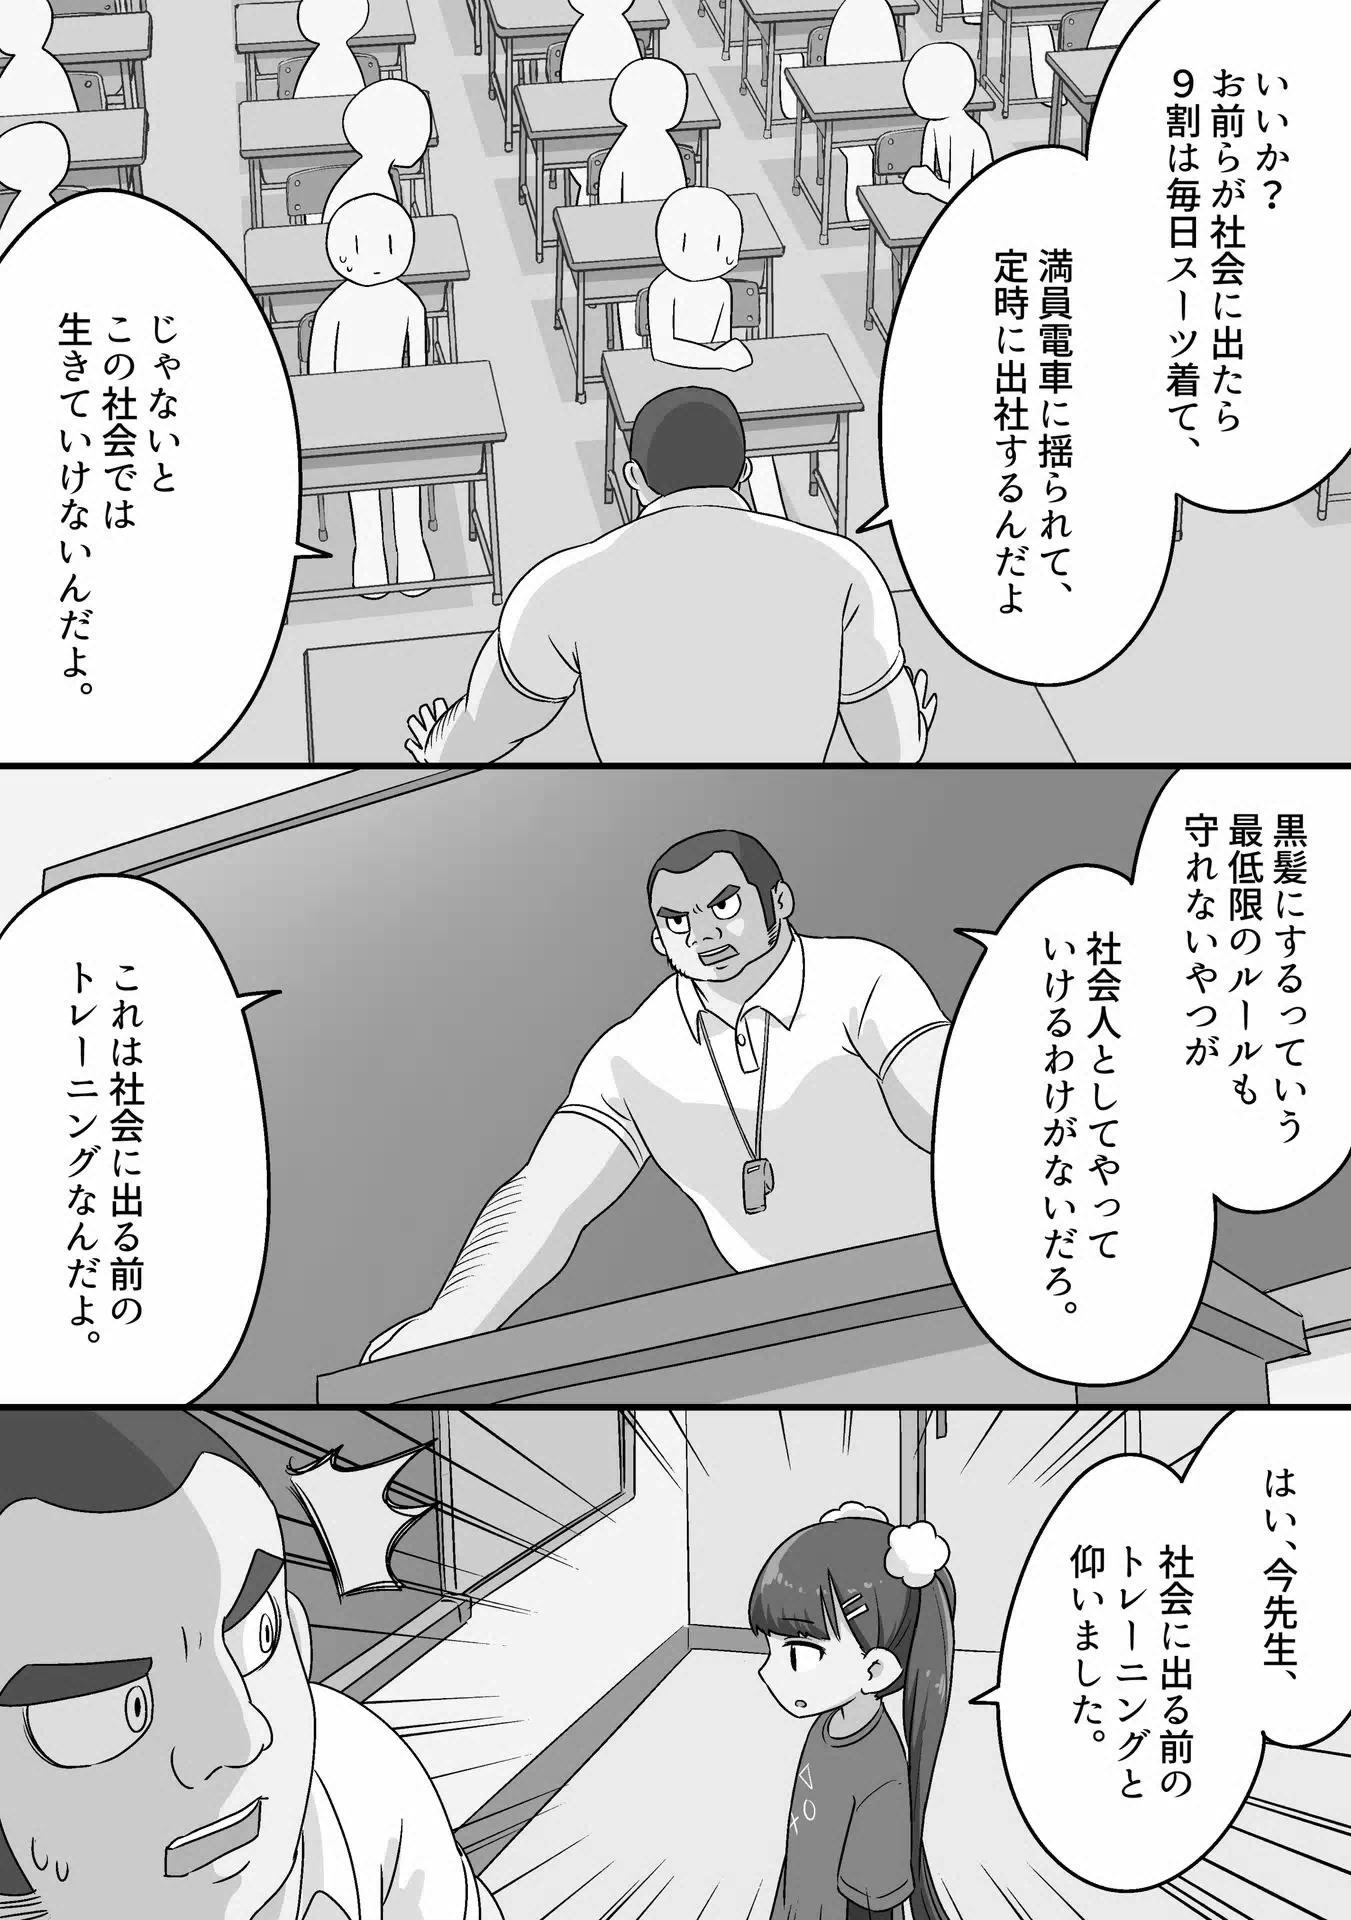 いいか？
お前らが社会に出たら
９割は毎日スーツ着て、
満員電車に揺られて、
定時に出社するんだよ
じゃないと
この社会では
生きていけないんだよ。
黒髪にするっていう
最低限のルールも
守れないやつが
社会人としてやって
いけるわけがないだろ。
これは社会に出る前の
トレーニングなんだよ。
はい、今先生、
社会に出る前の
トレーニングと
仰いました。